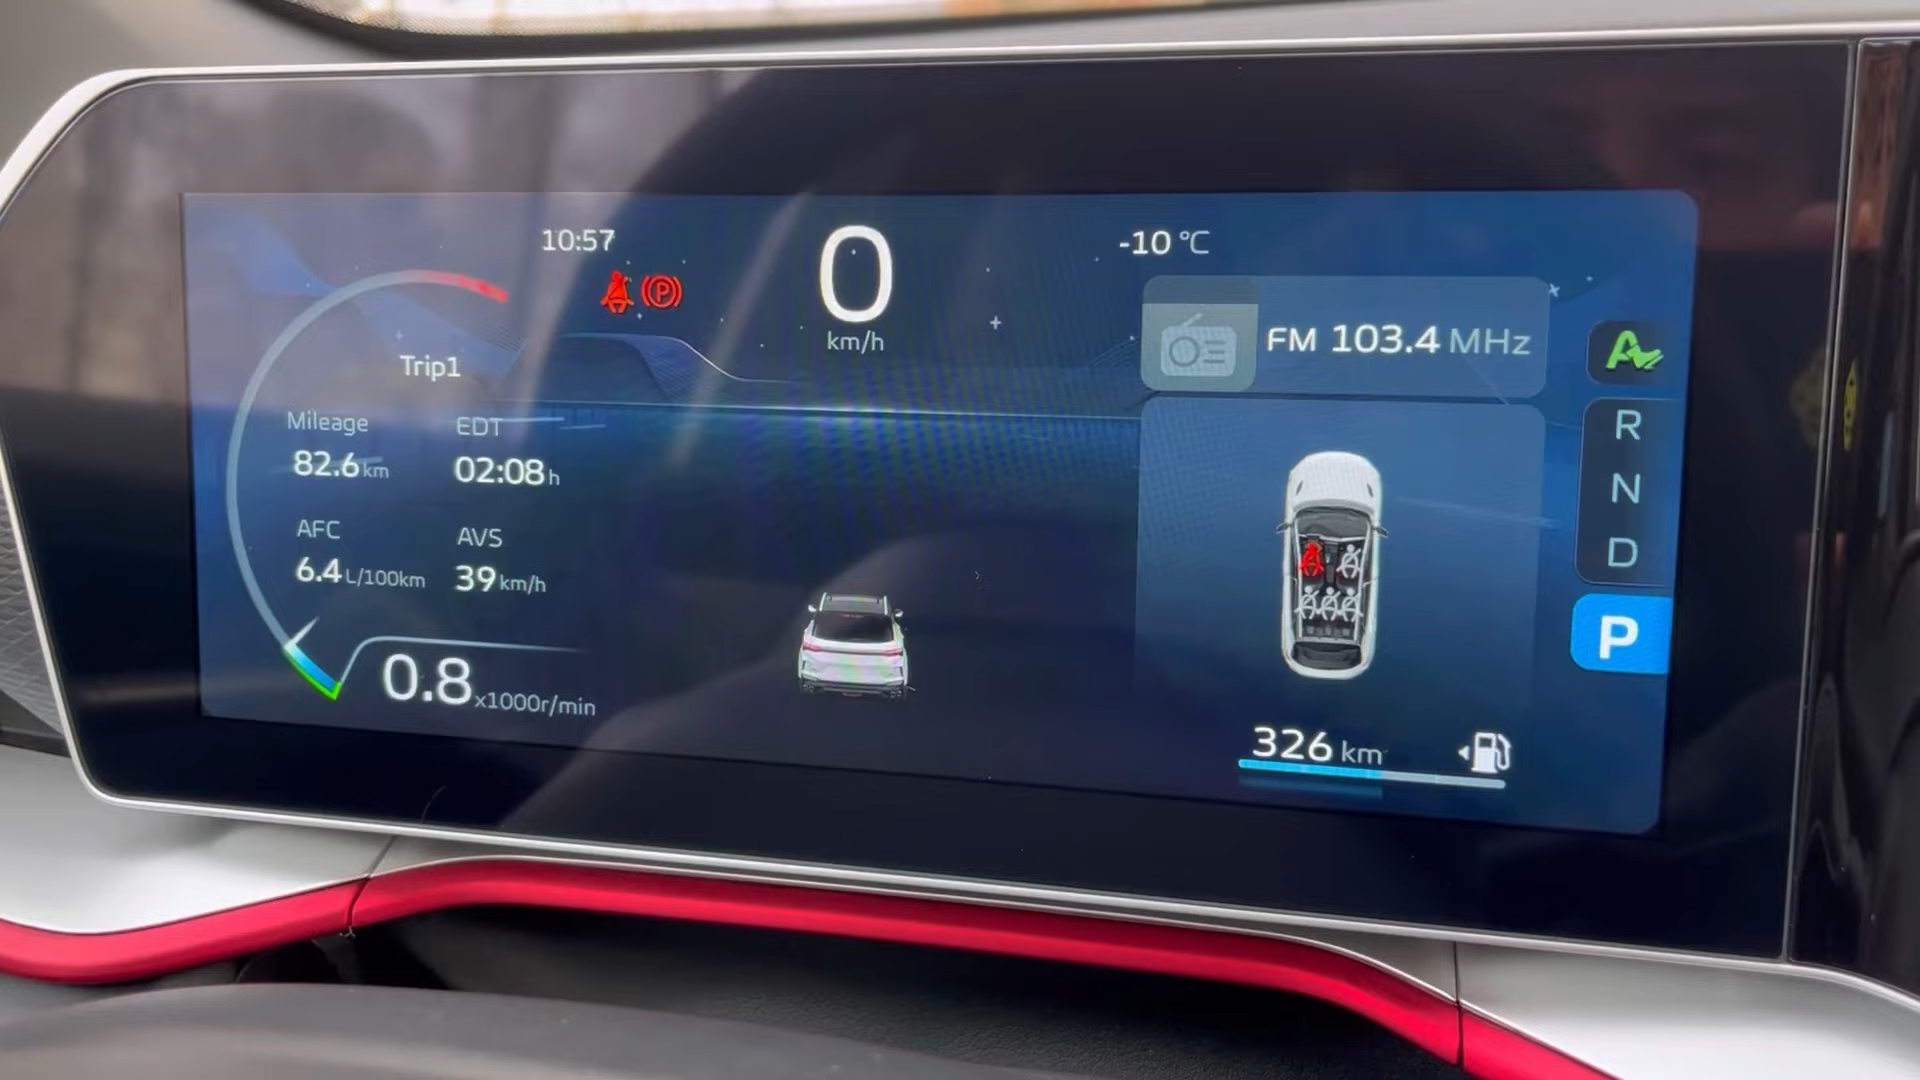 10:57
0
km/h
-10 °C
FM 103.4 MHz
Trip1
Mileage
82.6 km
EDT
02:08 h
AFC
6.4 L/100km
AVS
39 km/h
0.8 x1000r/min
A
R
N
D
P
326 km